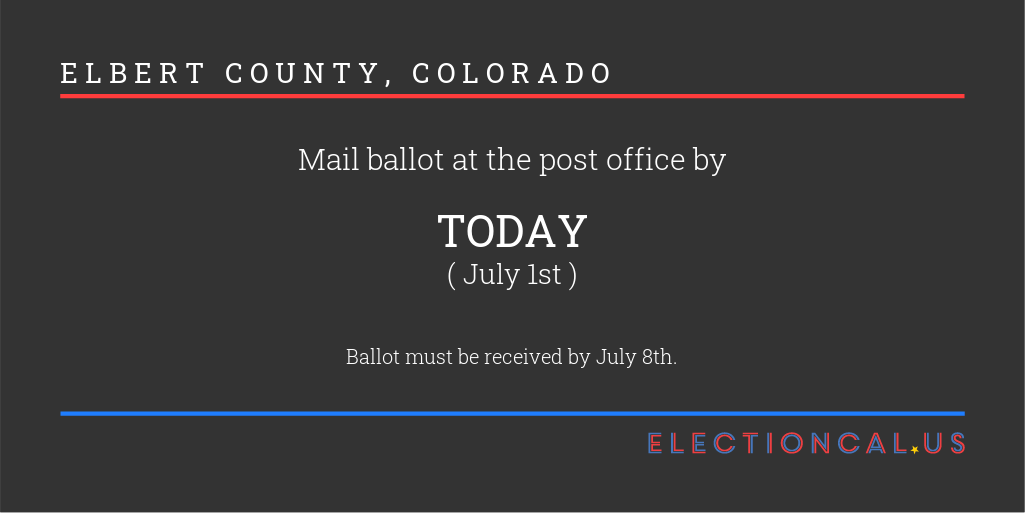 ELBERT COUNTY, COLORADO
Mail ballot at the post office by
TODAY
( July 1st )
Ballot must be received by July 8th.
ELECTIONCAL.US